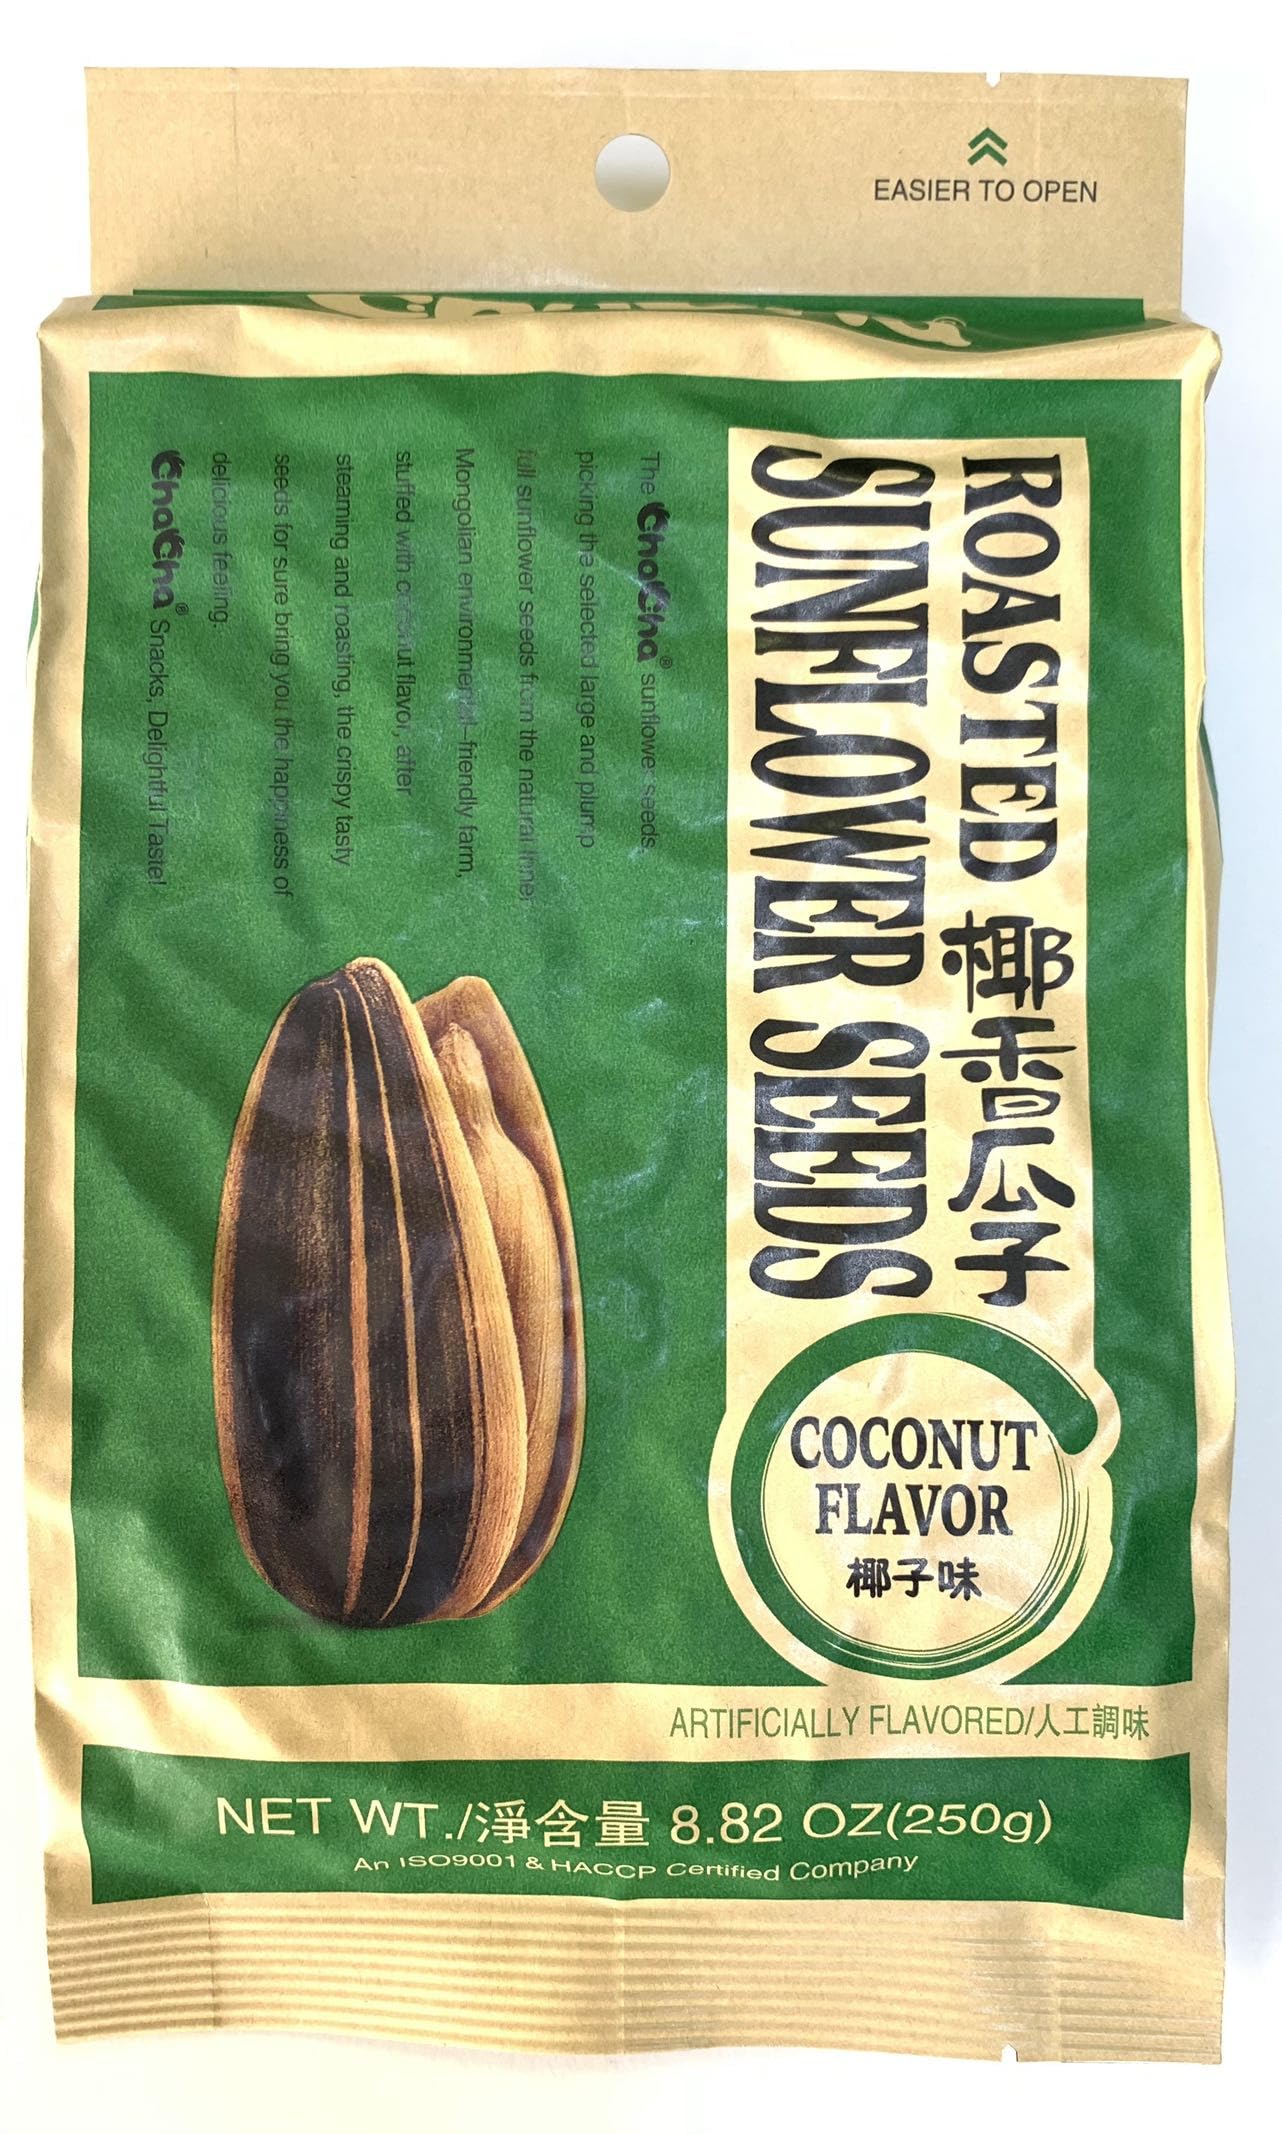 EASIER TO OPEN
ROASTED 椰香瓜子
SUNFLOWER SEEDS
COCONUT
FLAVOR
椰子味
The ChaCha® sunflower seeds,
picking the selected large and plump
full sunflower seeds from the natural Inner
Mongolian environmental-friendly farm,
stuffed with coconut flavor, after
steaming and roasting, the crispy tasty
seeds for sure bring you the happiness of
delicious feeling.
ChaCha® Snacks, Delightful Taste!
ARTIFICIALLY FLAVORED/人工調味
NET WT./淨含量 8.82 OZ(250g)
An ISO9001 & HACCP Certified Company